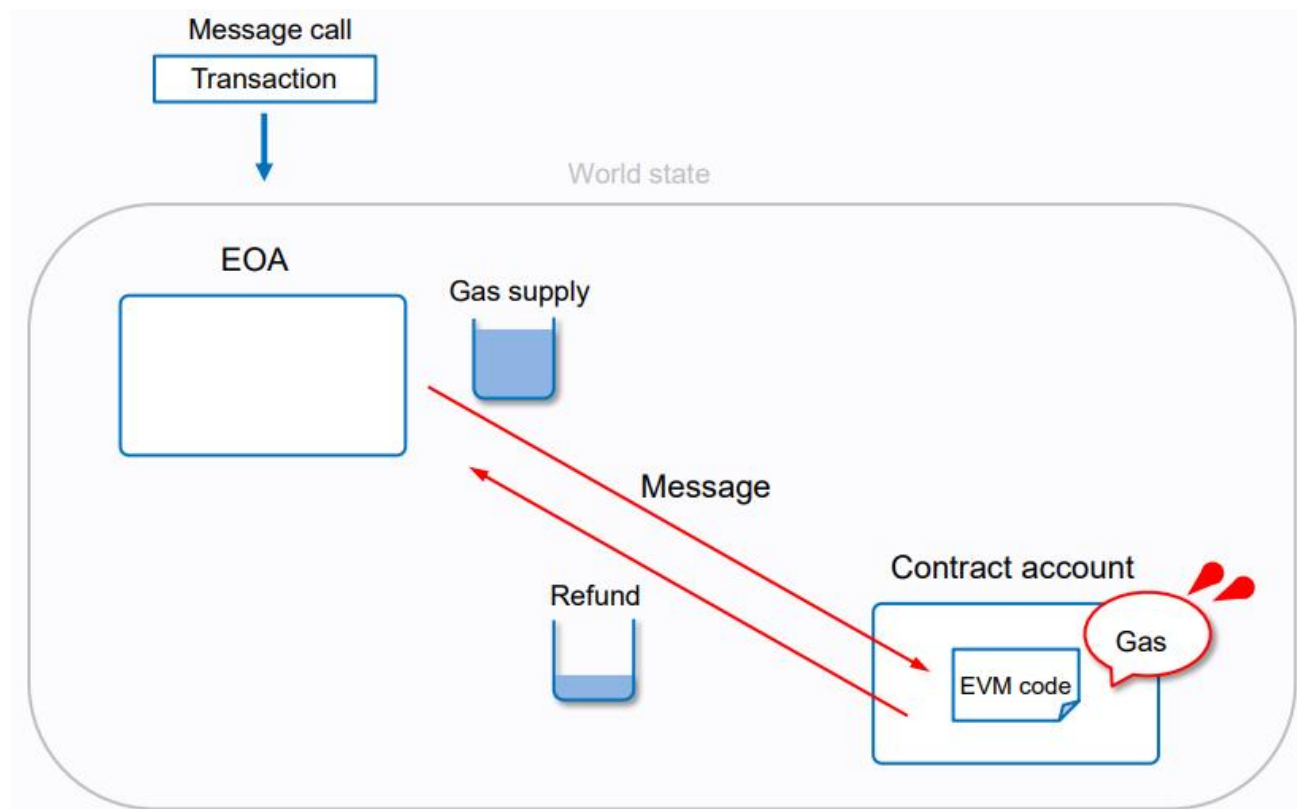 Message call
Transaction
World state
EOA
Gas supply
Message
Contract account
Refund
Gas
EVM code